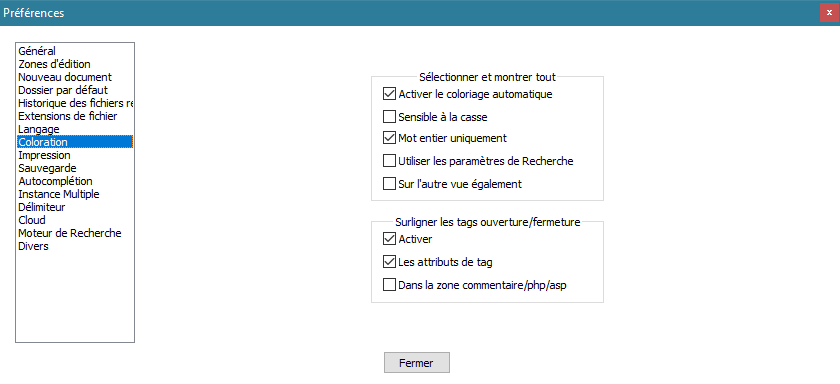 Préférences
x
Général
Zones d'édition
Nouveau document
Dossier par défaut
Historique des fichiers re
Extensions de fichier
Langage
Coloration
Impression
Sauvegarde
Autocomplétion
Instance Multiple
Délimiteur
Cloud
Moteur de Recherche
Divers
Sélectionner et montrer tout
Activer le coloriage automatique
Sensible à la casse
Mot entier uniquement
Utiliser les paramètres de Recherche
Sur l'autre vue également
Surligner les tags ouverture/fermeture
Activer
Les attributs de tag
Dans la zone commentaire/php/asp
Fermer